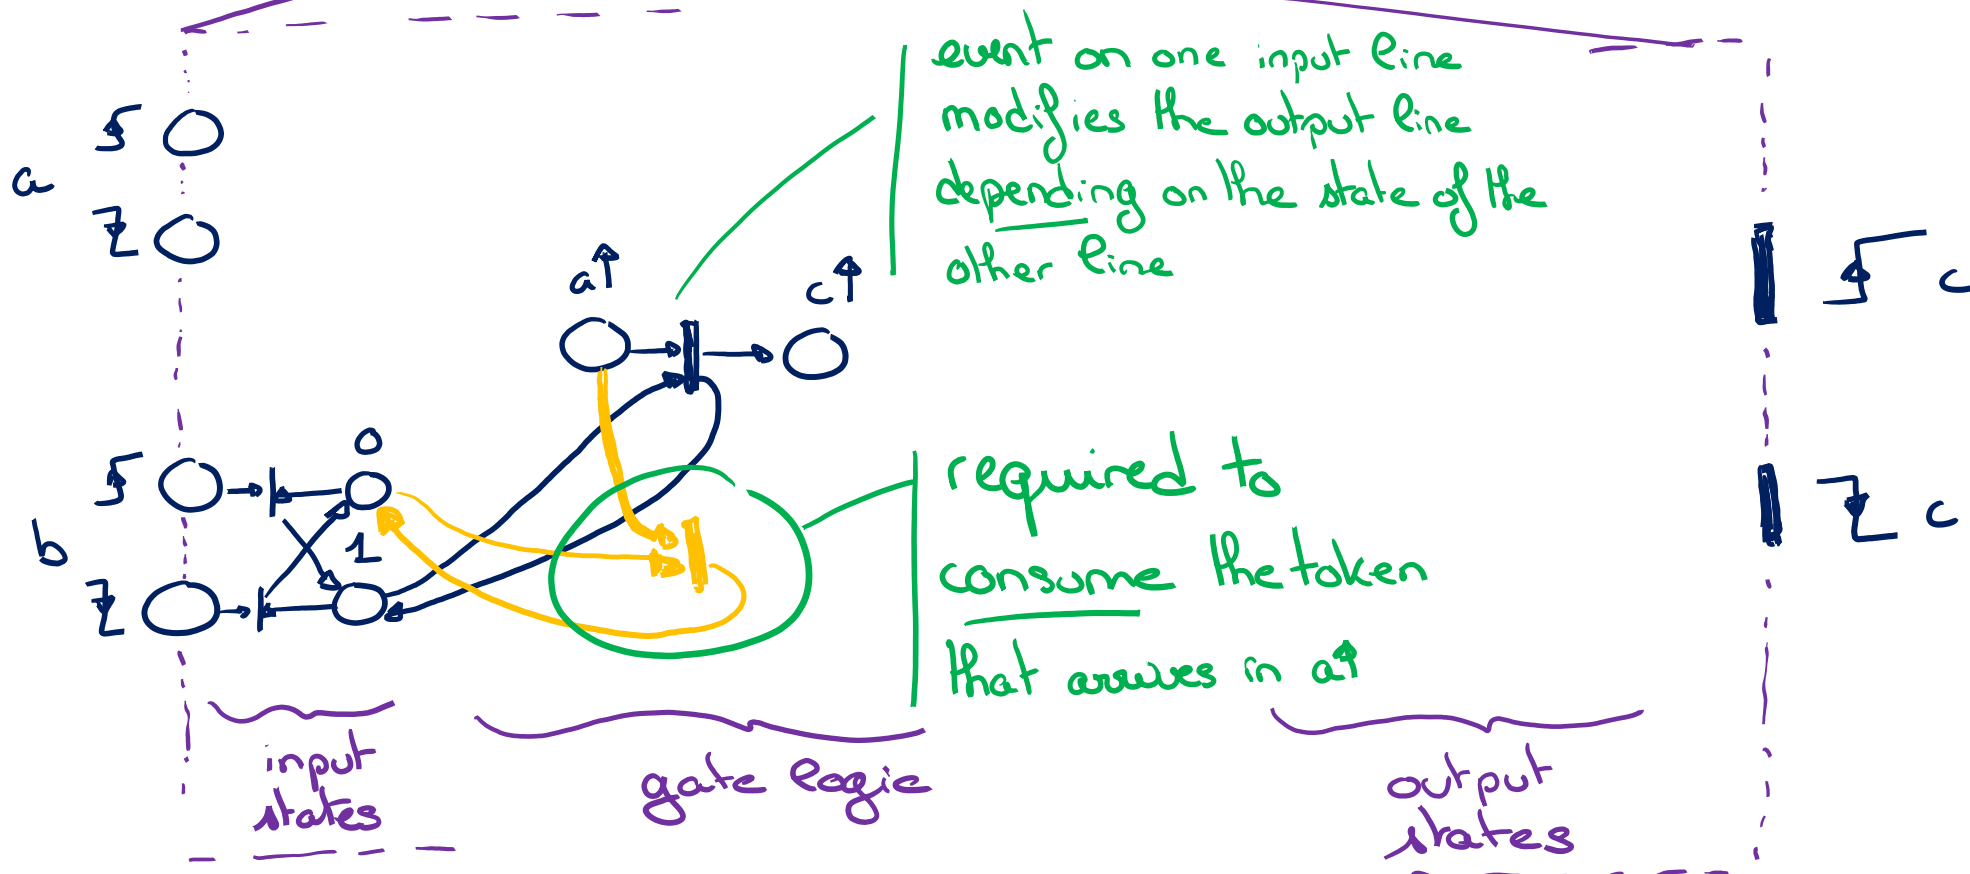 event on one input line
modifies the output line
depending on the state of the
other line
a
a↑
c↑
c
0
required to
1
b
c
consume the token
that arrives in a↑
input
states
gate logic
output
states